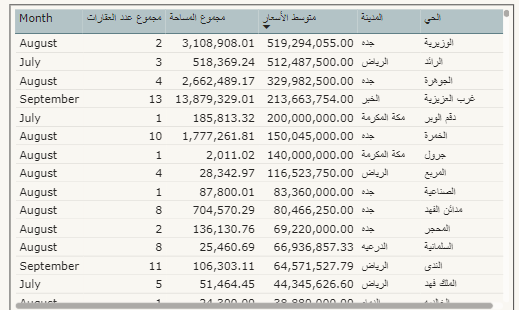 Month مجموع عدد العقارات مجموع المساحة متوسط الأسعار المدينة الحي
August 2 3,108,908.01 519,294,055.00 جده الوزيرية
July 3 518,369.24 512,487,500.00 الرياض الرائد
August 4 2,662,489.17 329,982,500.00 جده الجوهرة
September 13 13,879,329.01 213,663,754.00 الخبر غرب العزيزية
July 1 185,813.32 200,000,000.00 مكة المكرمة دقم الوبر
August 10 1,777,261.81 150,045,000.00 جده الخمرة
August 1 2,011.02 140,000,000.00 مكة المكرمة جرول
August 4 28,342.97 116,523,750.00 الرياض المربع
August 1 87,800.01 83,360,000.00 جده الصناعية
August 8 704,570.29 80,466,250.00 جده مدائن الفهد
August 2 136,130.76 69,220,000.00 جده المحجر
August 8 25,460.69 66,936,857.33 الدرعيه السلمانية
September 11 106,303.11 64,571,527.79 الرياض الندى
July 5 51,464.45 44,345,626.60 الرياض الملك فهد
August 1 24,300.00 38,880,000.00